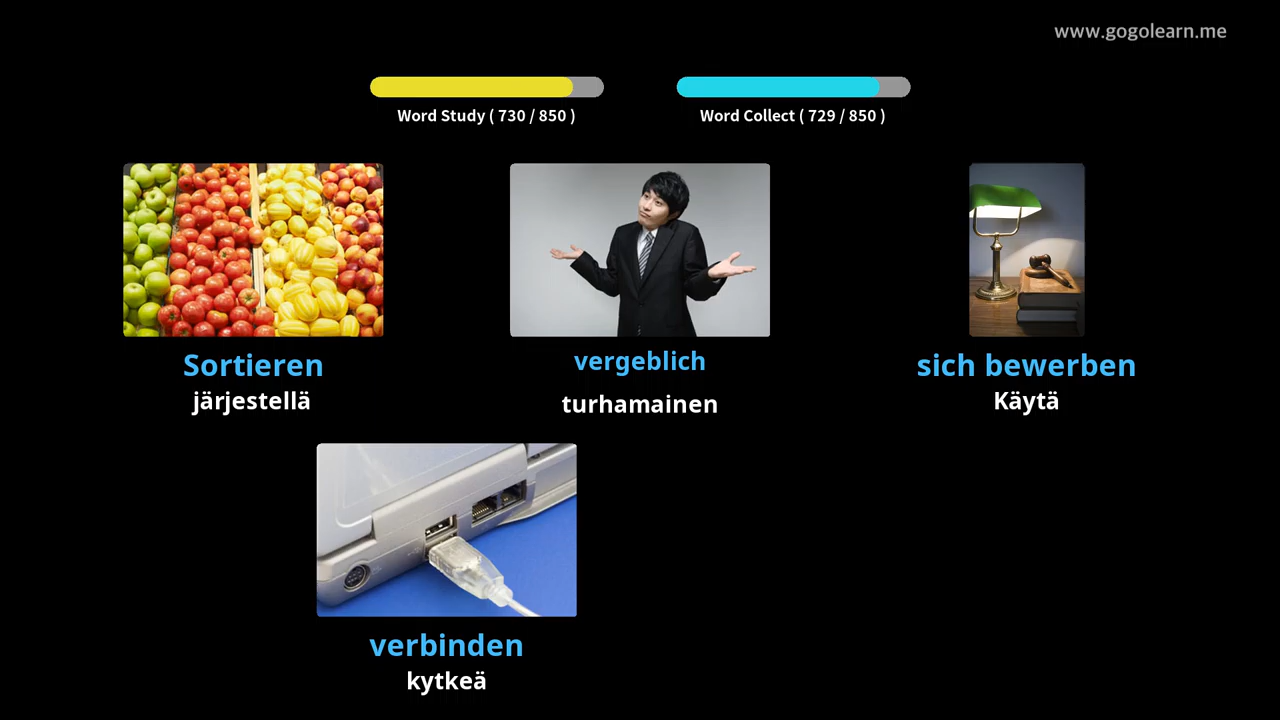 www.gogolearn.me
Word Study ( 730 / 850 )
Word Collect ( 729 / 850 )
Sortieren
järjestellä
vergeblich
turhamainen
sich bewerben
Käytä
verbinden
kytkeä